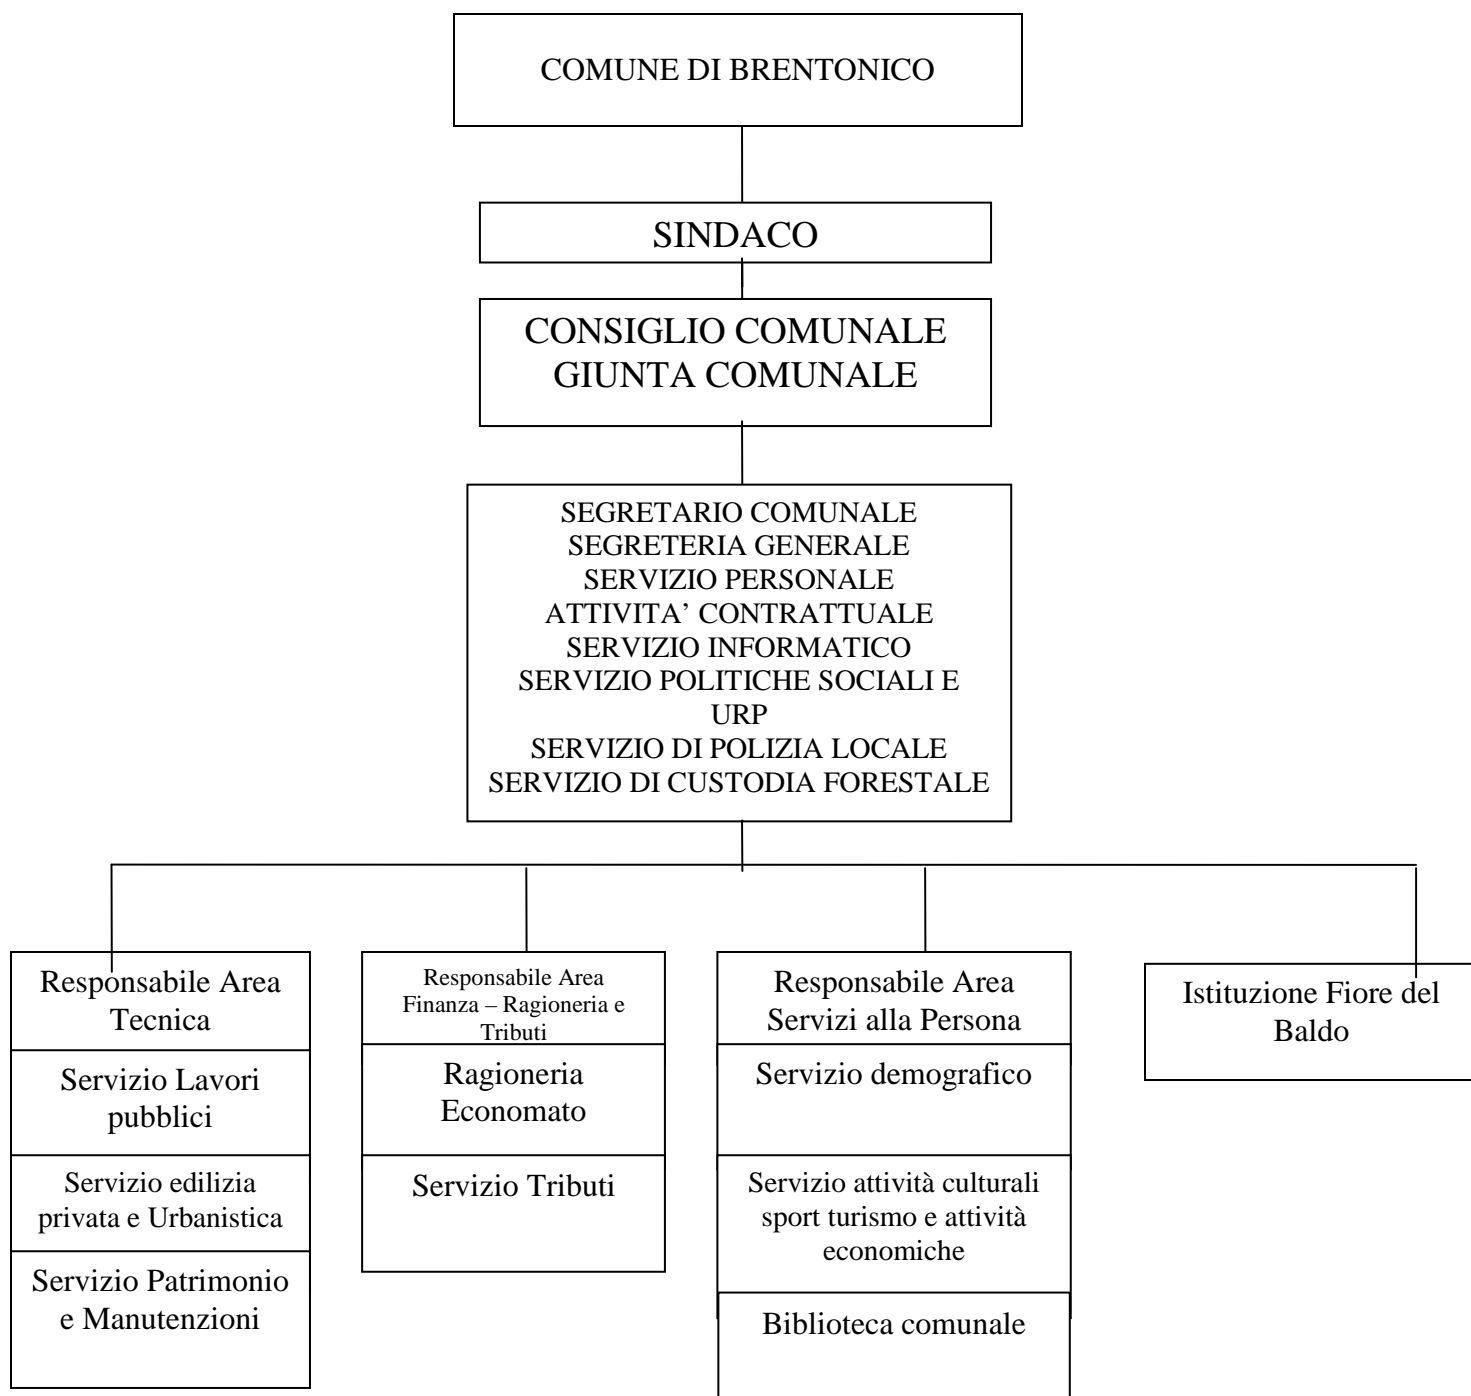 COMUNE DI BRENTONICO
SINDACO
CONSIGLIO COMUNALE
GIUNTA COMUNALE
SEGRETARIO COMUNALE
SEGRETERIA GENERALE
SERVIZIO PERSONALE
ATTIVITA’ CONTRATTUALE
SERVIZIO INFORMATICO
SERVIZIO POLITICHE SOCIALI E
URP
SERVIZIO DI POLIZIA LOCALE
SERVIZIO DI CUSTODIA FORESTALE
Responsabile Area
Tecnica
Servizio Lavori
pubblici
Servizio edilizia
privata e Urbanistica
Servizio Patrimonio
e Manutenzioni
Responsabile Area
Finanza – Ragioneria e
Tributi
Ragioneria
Economato
Servizio Tributi
Responsabile Area
Servizi alla Persona
Servizio demografico
Servizio attività culturali
sport turismo e attività
economiche
Biblioteca comunale
Istituzione Fiore del
Baldo